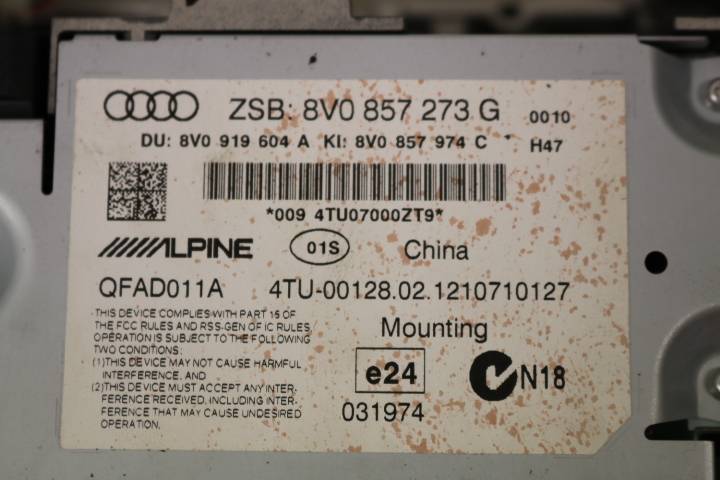 ZSB: 8V0 857 273 G 0010
DU: 8V0 919 604 A KI: 8V0 857 974 C H47
*009 4TU07000ZT9*
ALPINE 01S China
QFAD011A 4TU-00128.02.1210710127
THIS DEVICE COMPLIES WITH PART 15 OF
THE FCC RULES AND RSS-GEN OF IC RULES,
OPERATION IS SUBJECT TO THE FOLLOWING
TWO CONDITIONS:
(1)THIS DEVICE MAY NOT CAUSE HARMFUL
INTERFERENCE, AND
(2)THIS DEVICE MUST ACCEPT ANY INTER-
FERENCE RECEIVED, INCLUDING INTER-
FERENCE THAT MAY CAUSE UNDESIRED
OPERATION.
Mounting
e24 N18
031974